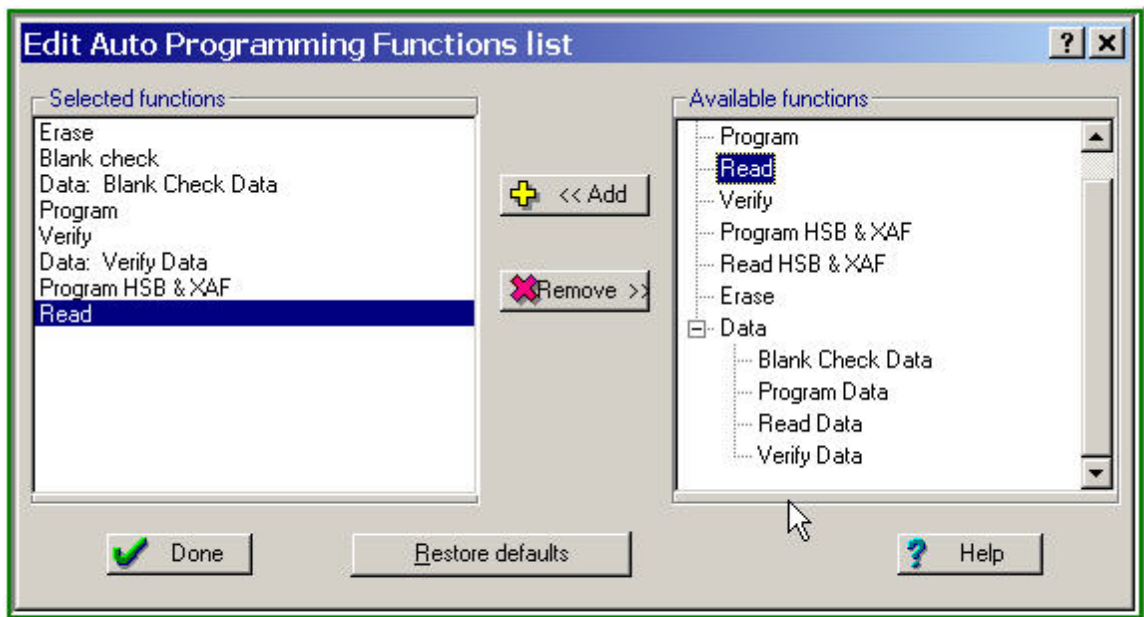 Edit Auto Programming Functions list
Selected functions
Erase
Blank check
Data: Blank Check Data
Program
Verify
Data: Verify Data
Program HSB & XAF
Read
<< Add
Remove >>
Available functions
Program
Read
Verify
Program HSB & XAF
Read HSB & XAF
Erase
Data
Blank Check Data
Program Data
Read Data
Verify Data
Done
Restore defaults
? Help